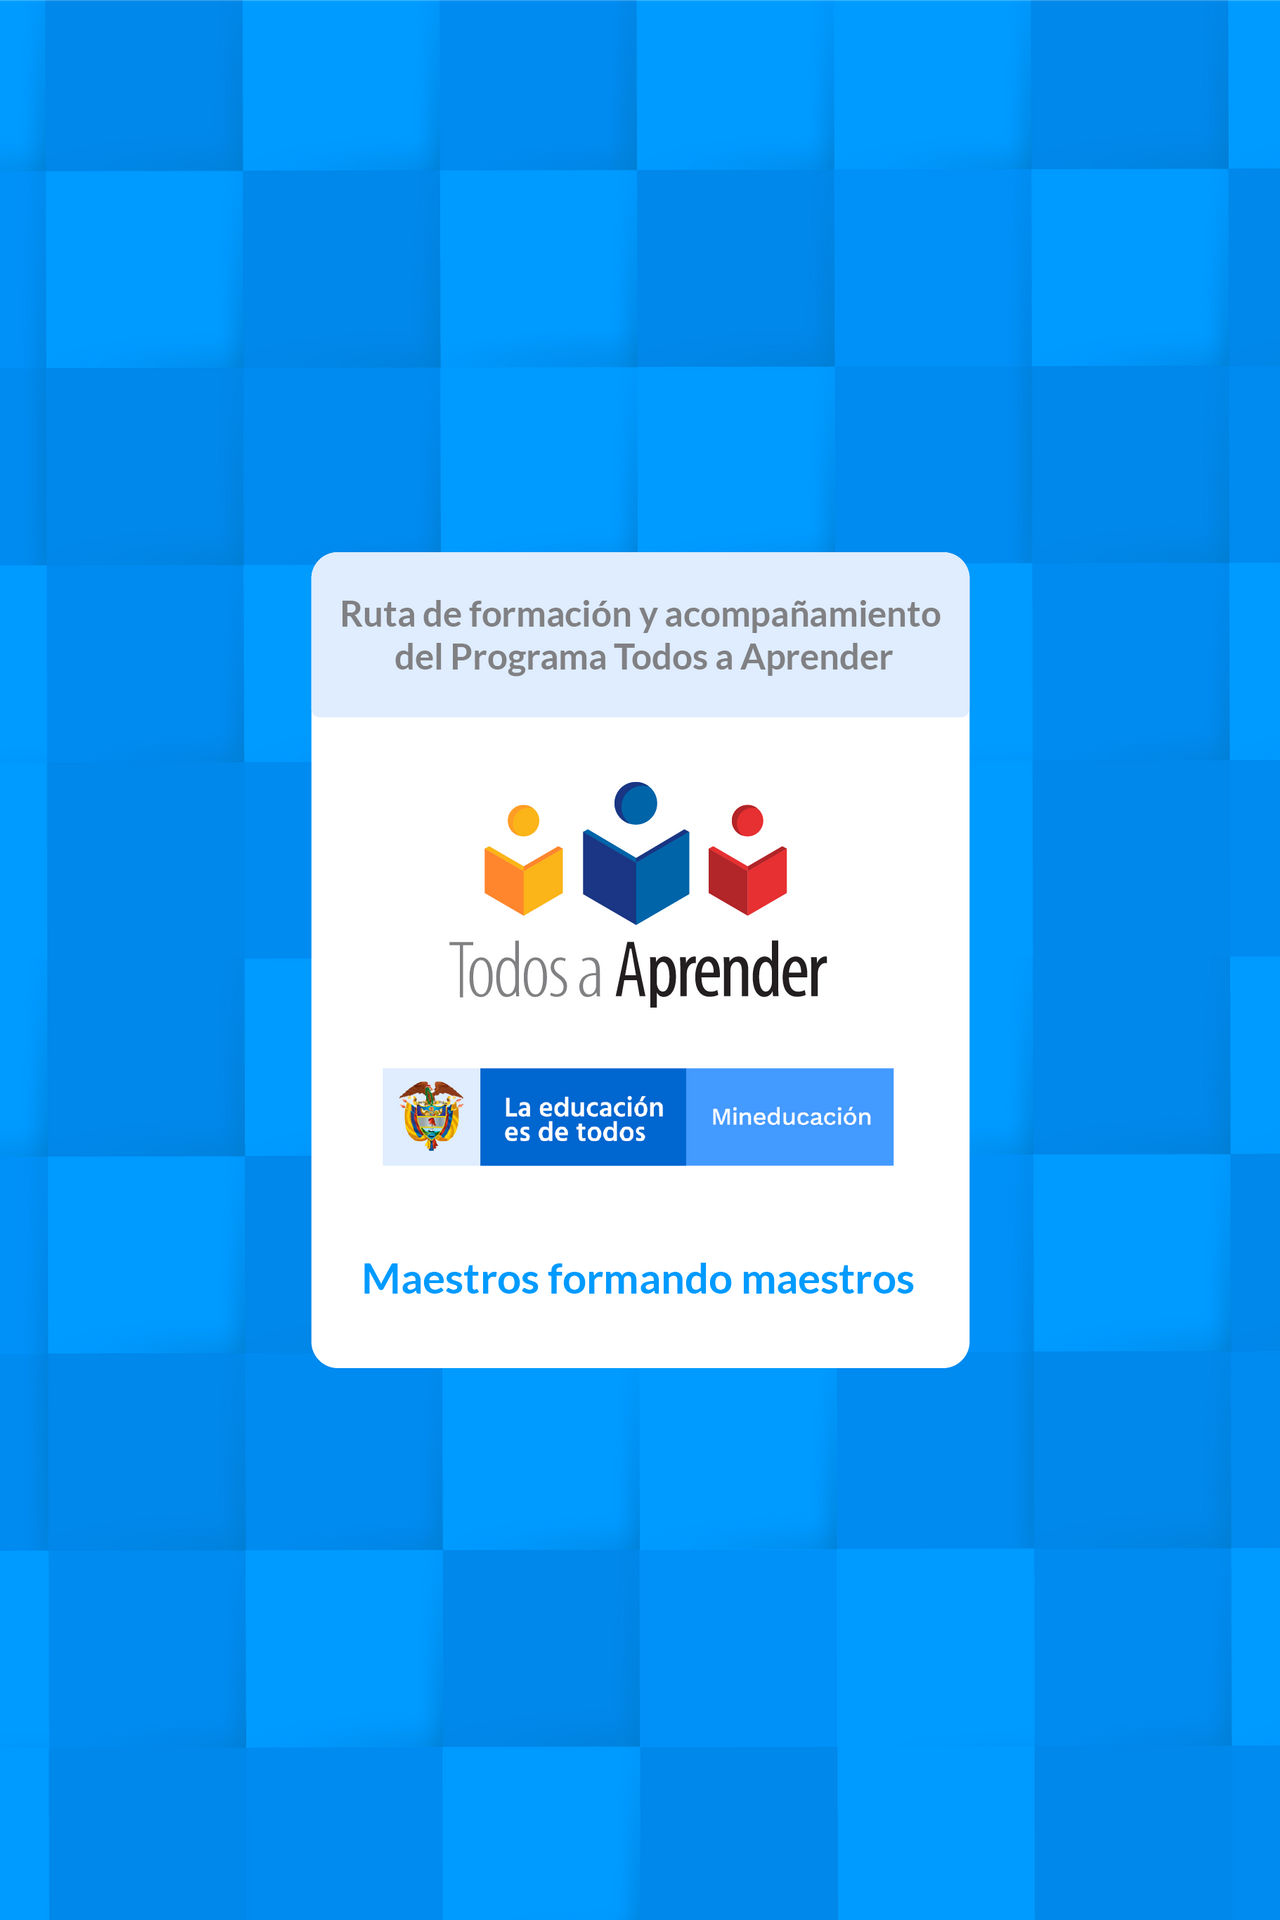 Ruta de formación y acompañamiento
del Programa Todos a Aprender
Todos a Aprender
La educación
es de todos
Mineducación
Maestros formando maestros